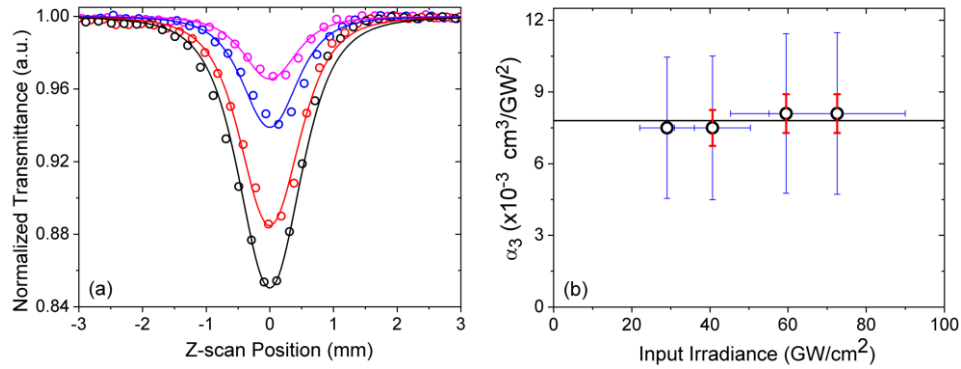 Normalized Transmittance (a.u.)
1.00
0.96
0.92
0.88
0.84
(a)
-3 -2 -1 0 1 2 3
Z-scan Position (mm)
α3 (x10-3 cm3/GW2)
12
9
6
3
0
(b)
0 20 40 60 80 100
Input Irradiance (GW/cm2)